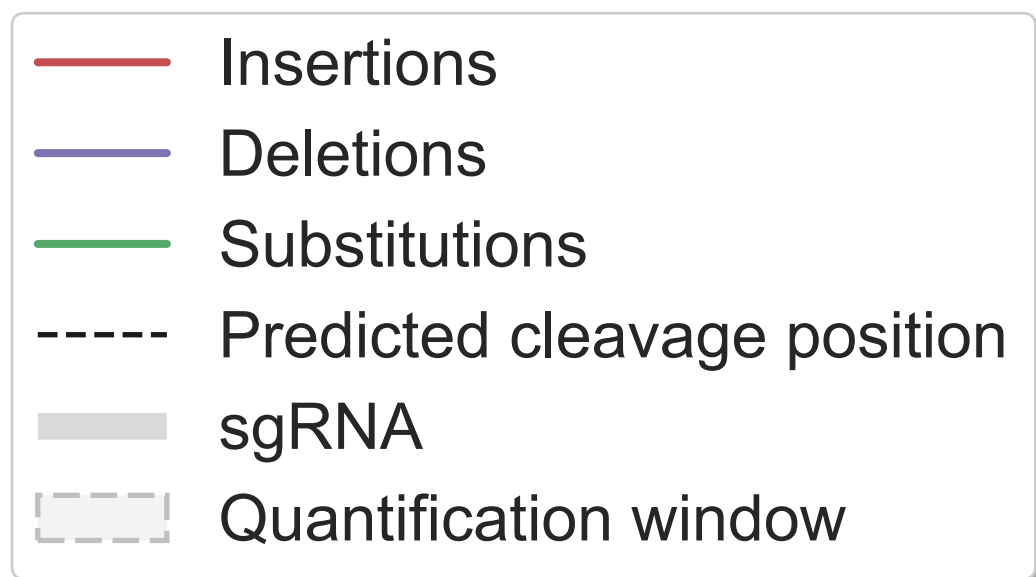 Insertions
Deletions
Substitutions
Predicted cleavage position
sgRNA
Quantification window